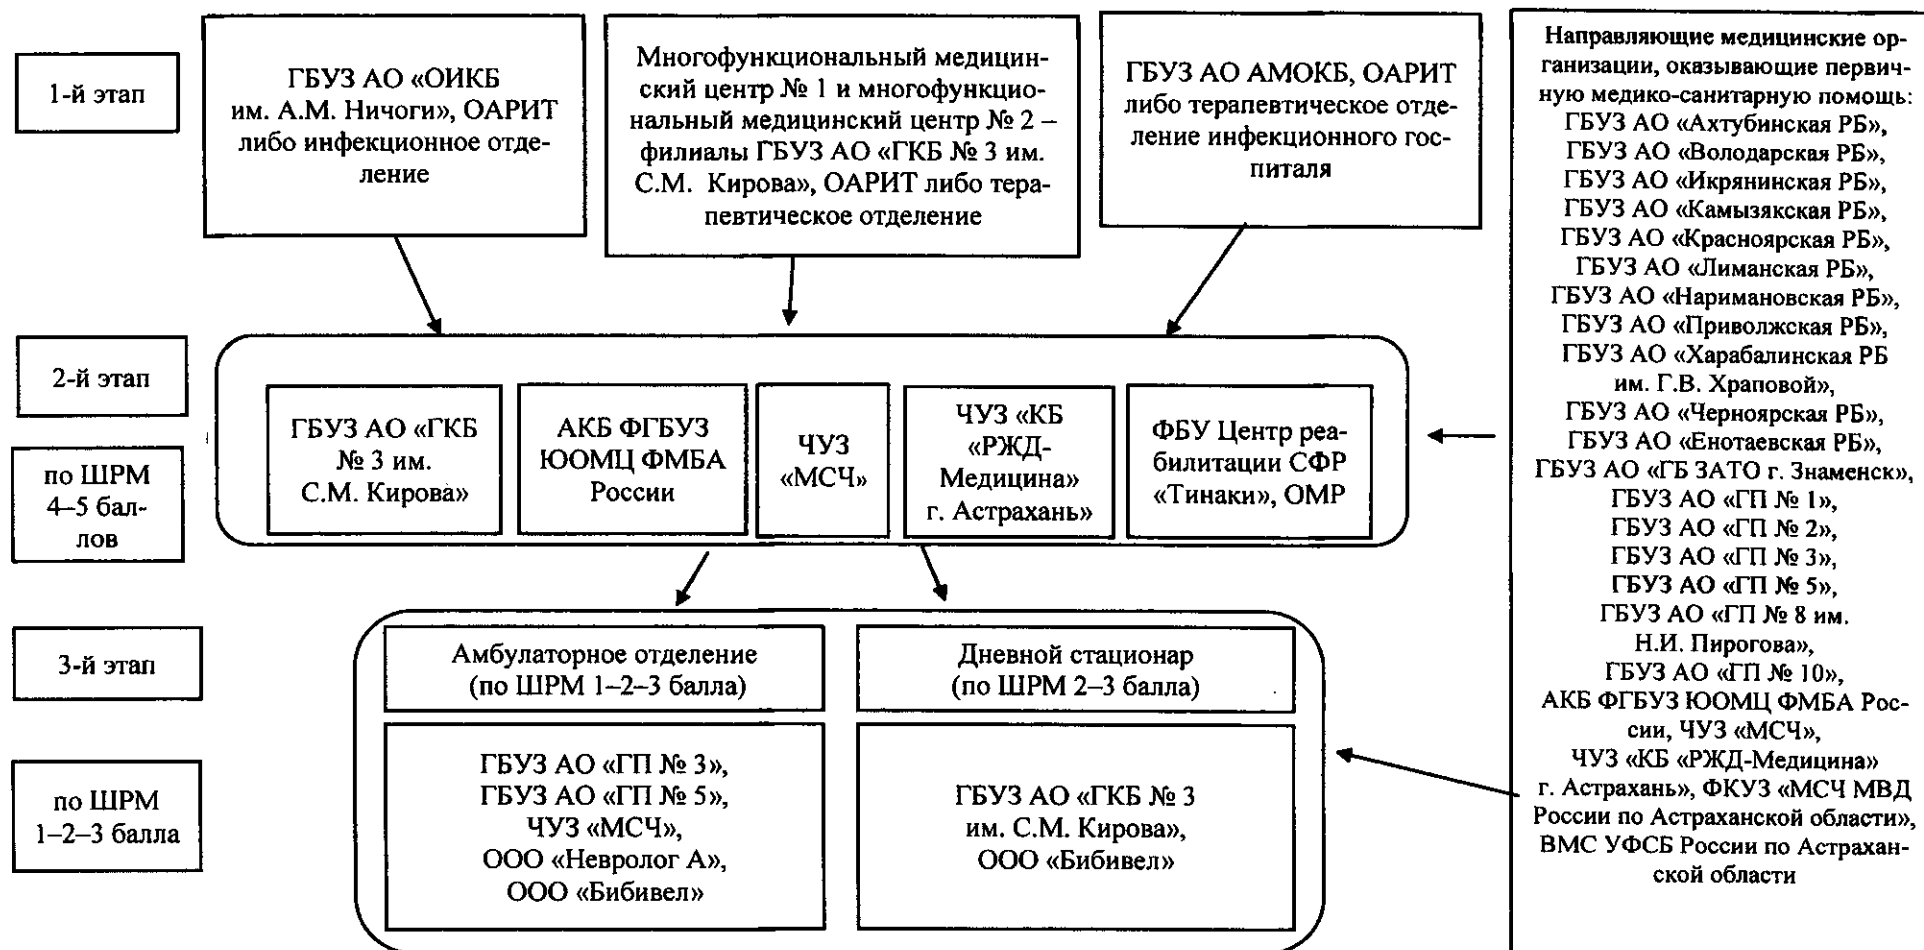 1-й этап
ГБУЗ АО «ОИКБ
им. А.М. Ничоги», ОАРИТ
либо инфекционное отде-
ление
Многофункциональный медицин-
ский центр № 1 и многофункцио-
нальный медицинский центр № 2 –
филиалы ГБУЗ АО «ГКБ № 3 им.
С.М. Кирова», ОАРИТ либо тера-
певтическое отделение
ГБУЗ АО АМОКБ, ОАРИТ
либо терапевтическое отде-
ление инфекционного гос-
питаля
2-й этап
по ШРМ
4–5 бал-
лов
ГБУЗ АО «ГКБ
№ 3 им.
С.М. Кирова»
АКБ ФГБУЗ
ЮОМЦ ФМБА
России
ЧУЗ
«МСЧ»
ЧУЗ «КБ
«РЖД-
Медицина»
г. Астрахань»
ФБУ Центр реа-
билитации СФР
«Тинаки», ОМР
3-й этап
по ШРМ
1–2–3 балла
Амбулаторное отделение
(по ШРМ 1–2–3 балла)
ГБУЗ АО «ГП № 3»,
ГБУЗ АО «ГП № 5»,
ЧУЗ «МСЧ»,
ООО «Невролог А»,
ООО «Бибивел»
Дневной стационар
(по ШРМ 2–3 балла)
ГБУЗ АО «ГКБ № 3
им. С.М. Кирова»,
ООО «Бибивел»
Направляющие медицинские ор-
ганизации, оказывающие первич-
ную медико-санитарную помощь:
ГБУЗ АО «Ахтубинская РБ»,
ГБУЗ АО «Володарская РБ»,
ГБУЗ АО «Икрянинская РБ»,
ГБУЗ АО «Камызякская РБ»,
ГБУЗ АО «Красноярская РБ»,
ГБУЗ АО «Лиманская РБ»,
ГБУЗ АО «Наримановская РБ»,
ГБУЗ АО «Приволжская РБ»,
ГБУЗ АО «Харабалинская РБ
им. Г.В. Храповой»,
ГБУЗ АО «Черноярская РБ»,
ГБУЗ АО «Енотаевская РБ»,
ГБУЗ АО «ГБ ЗАТО г. Знаменск»,
ГБУЗ АО «ГП № 1»,
ГБУЗ АО «ГП № 2»,
ГБУЗ АО «ГП № 3»,
ГБУЗ АО «ГП № 5»,
ГБУЗ АО «ГП № 8 им.
Н.И. Пирогова»,
ГБУЗ АО «ГП № 10»,
АКБ ФГБУЗ ЮОМЦ ФМБА Рос-
сии, ЧУЗ «МСЧ»,
ЧУЗ «КБ «РЖД-Медицина»
г. Астрахань», ФКУЗ «МСЧ МВД
России по Астраханской области»,
ВМС УФСБ России по Астрахан-
ской области